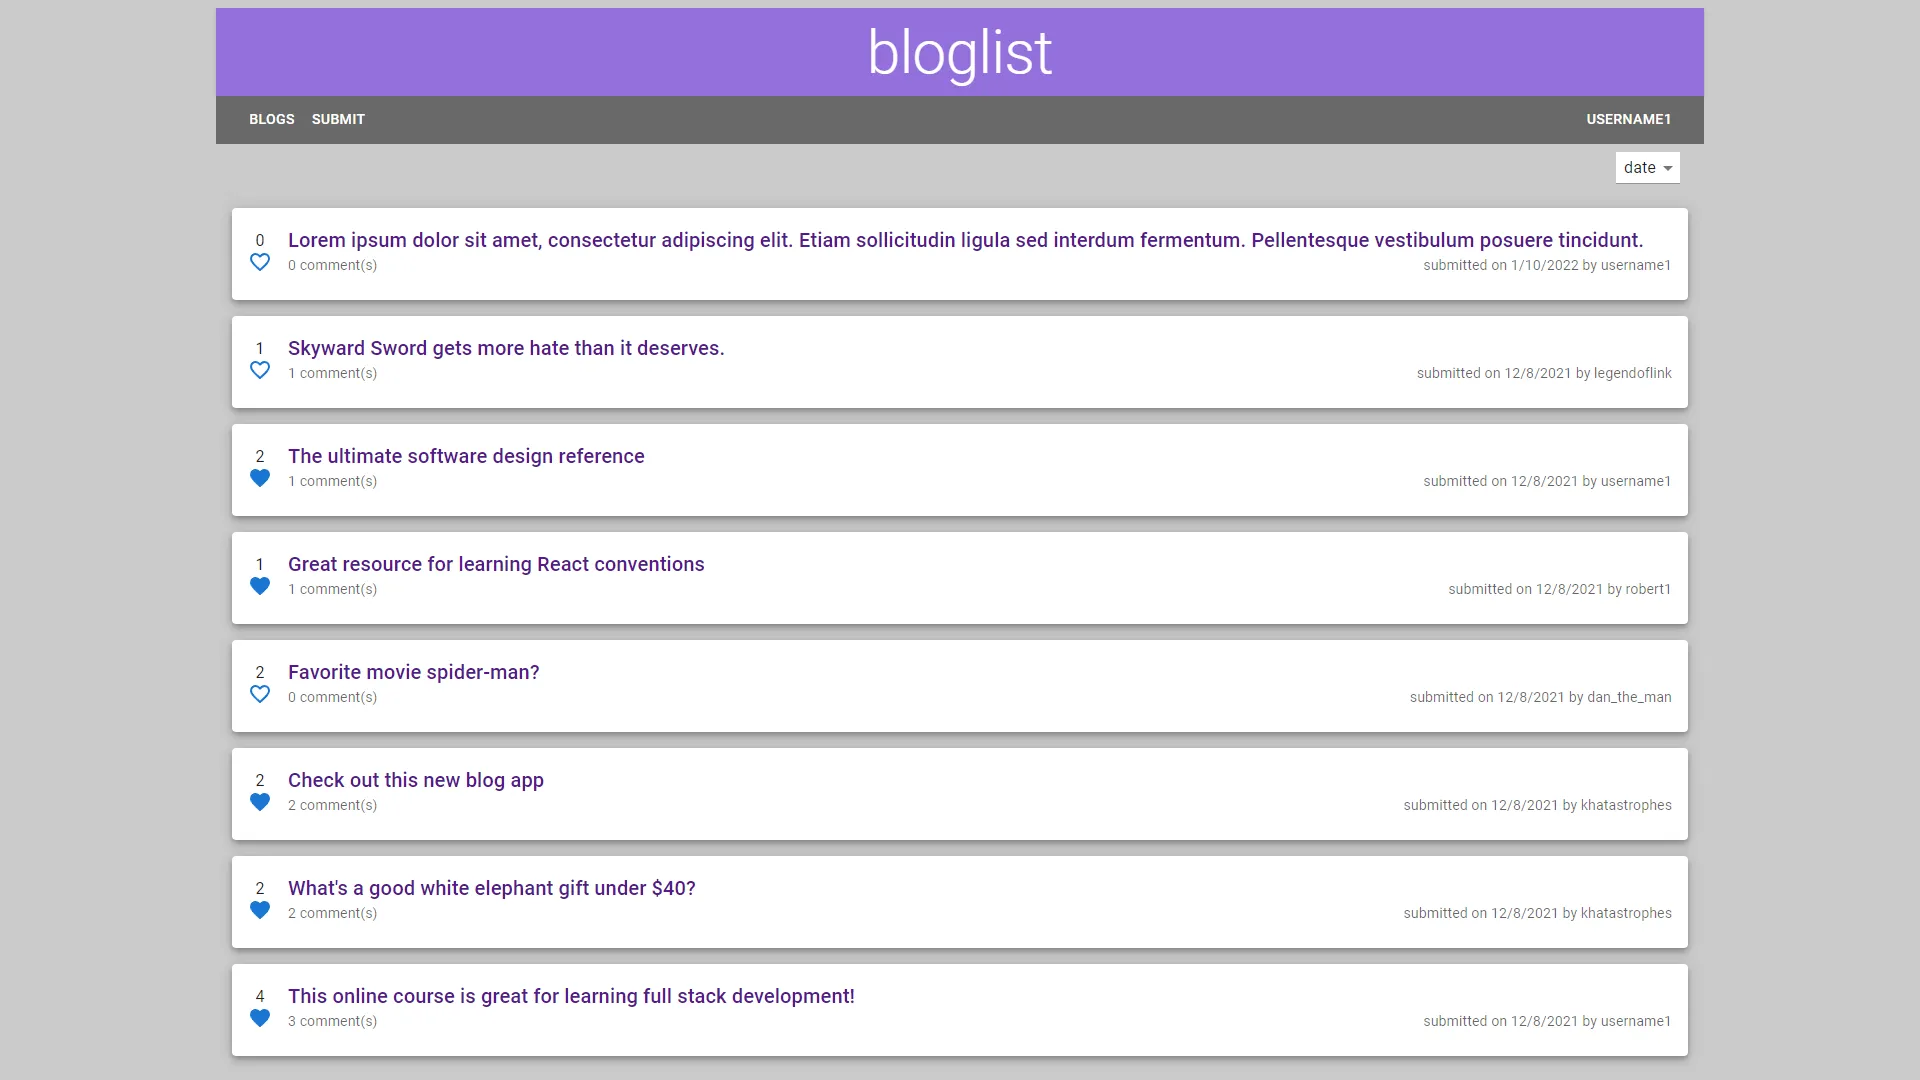 bloglist
BLOGS SUBMIT USERNAME1
date
0 Lorem ipsum dolor sit amet, consectetur adipiscing elit. Etiam sollicitudin ligula sed interdum fermentum. Pellentesque vestibulum posuere tincidunt.
0 comment(s) submitted on 1/10/2022 by username1
1 Skyward Sword gets more hate than it deserves.
1 comment(s) submitted on 12/8/2021 by legendoflink
2 The ultimate software design reference
1 comment(s) submitted on 12/8/2021 by username1
1 Great resource for learning React conventions
1 comment(s) submitted on 12/8/2021 by robert1
2 Favorite movie spider-man?
0 comment(s) submitted on 12/8/2021 by dan_the_man
2 Check out this new blog app
2 comment(s) submitted on 12/8/2021 by khatastrophes
2 What's a good white elephant gift under $40?
2 comment(s) submitted on 12/8/2021 by khatastrophes
4 This online course is great for learning full stack development!
3 comment(s) submitted on 12/8/2021 by username1